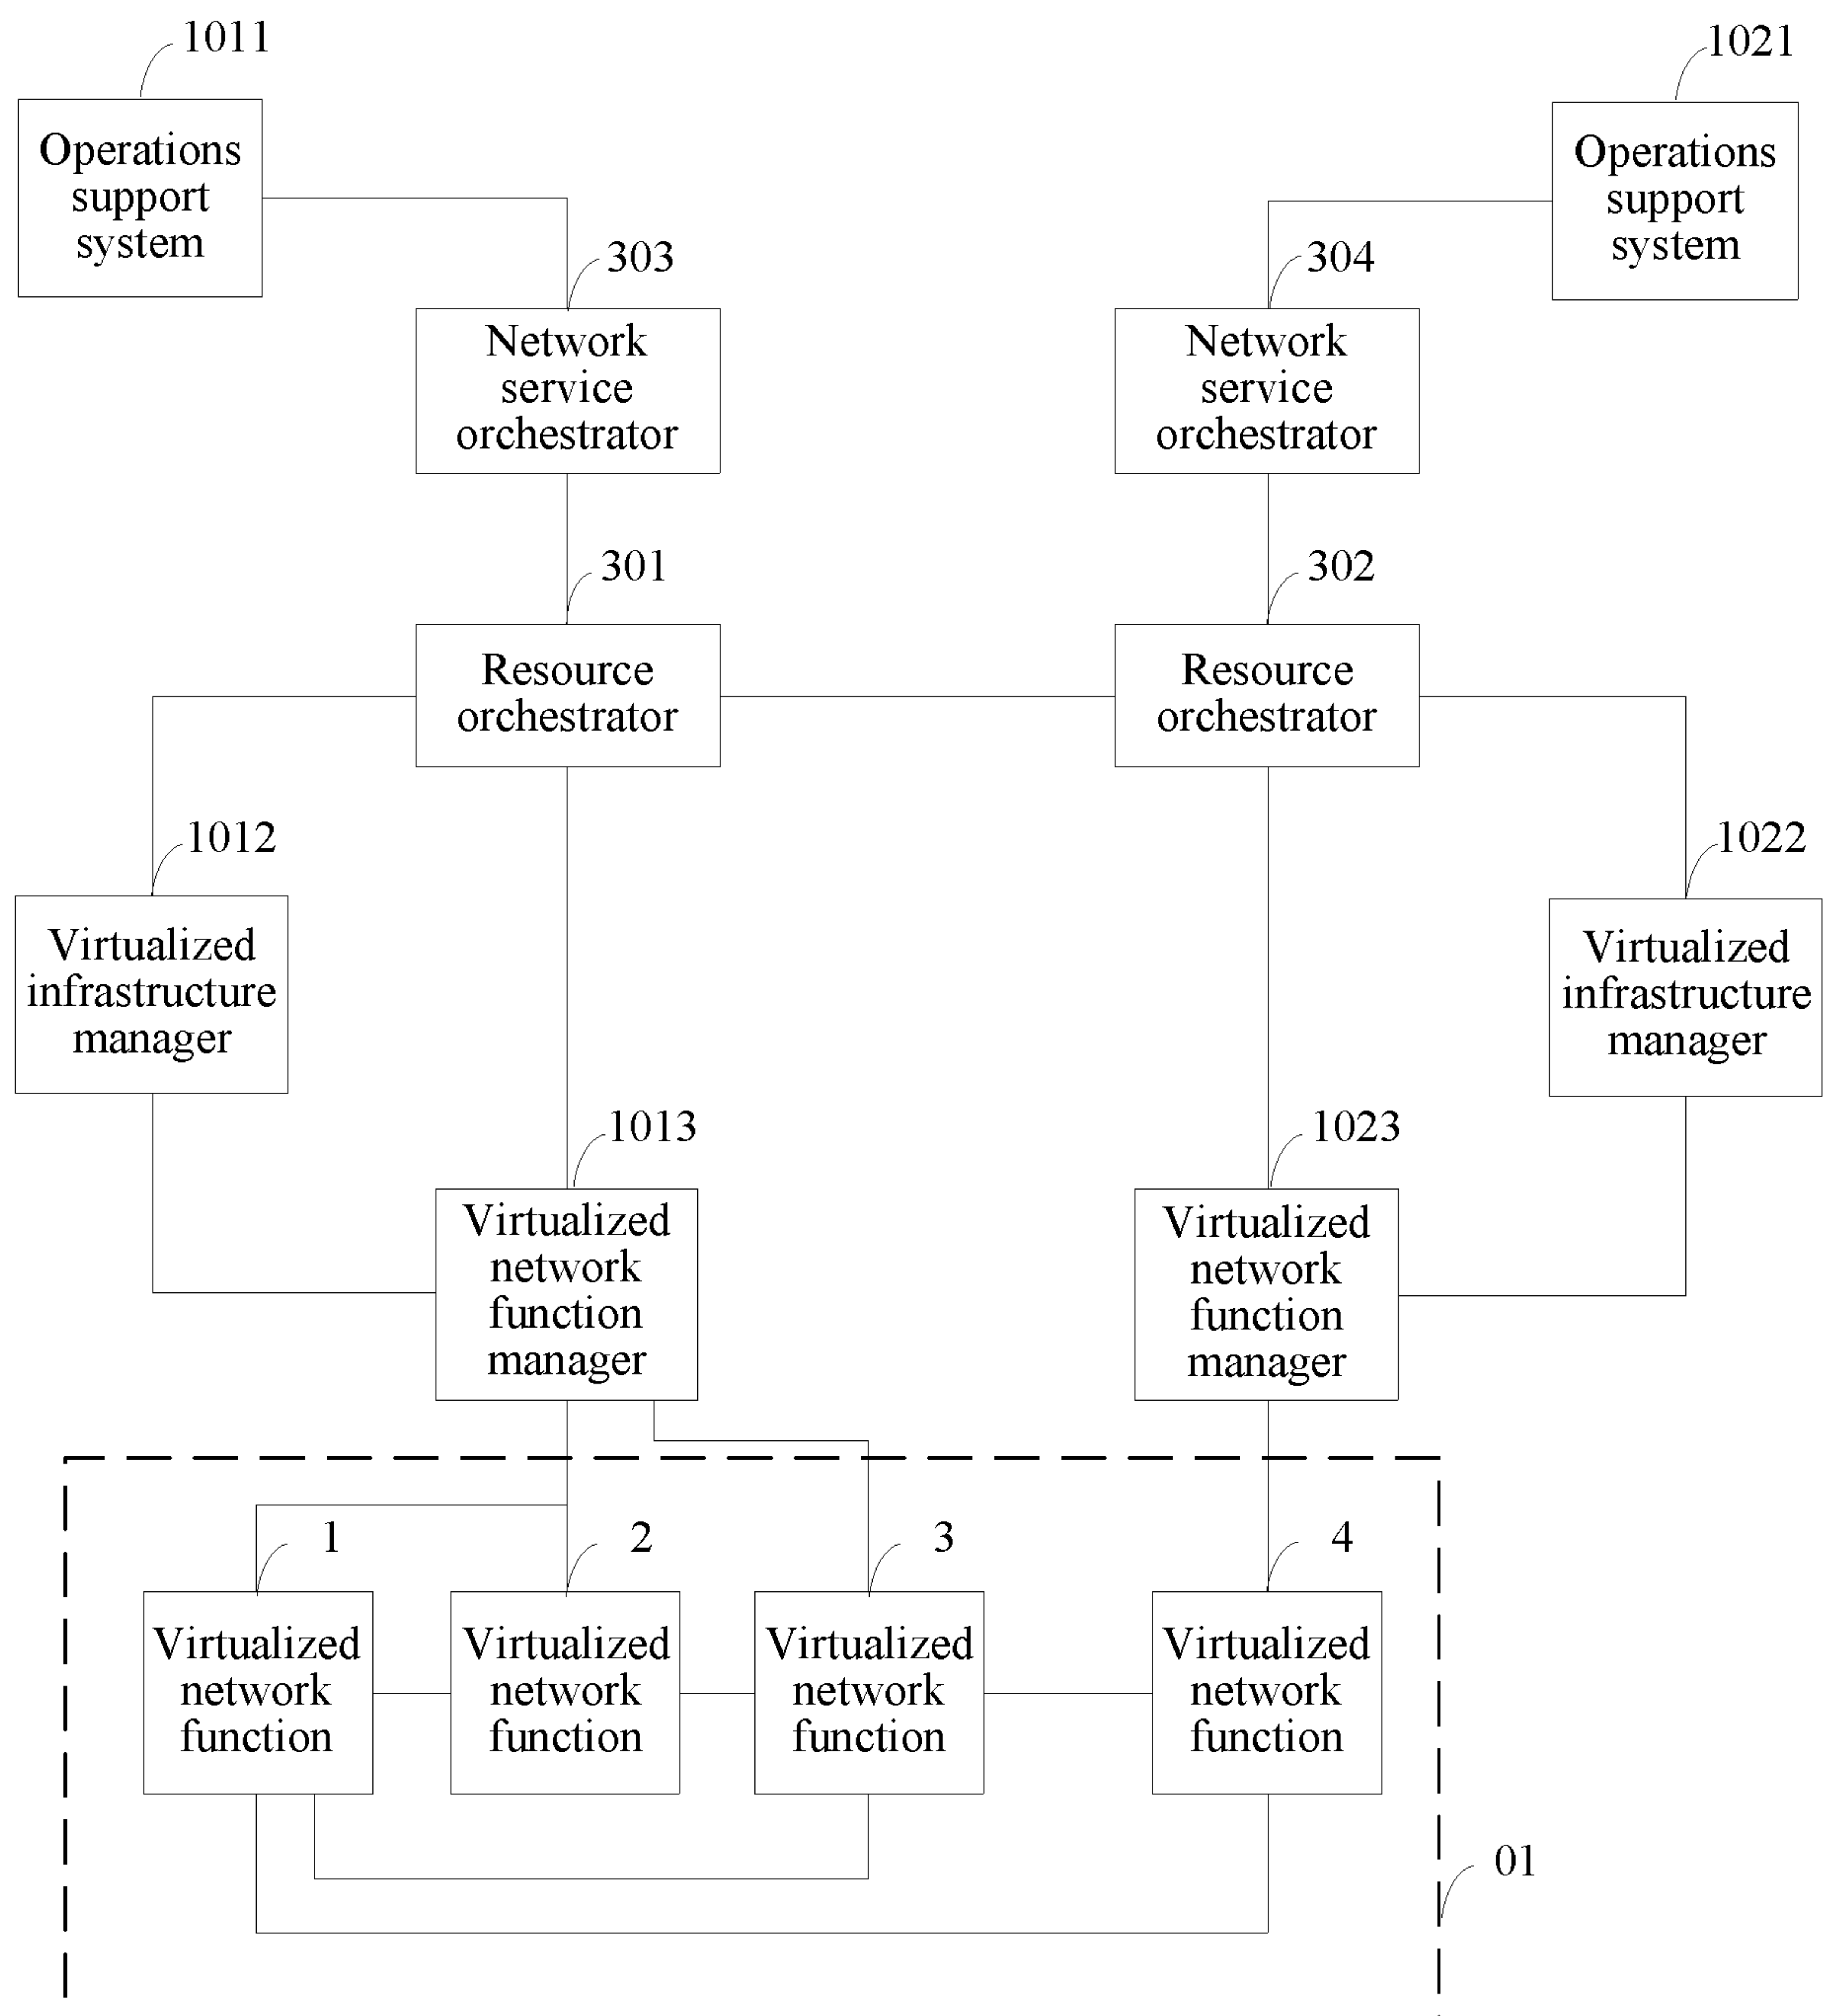 1011
1021
Operations
support
system
Operations
support
system
303
304
Network
service
orchestrator
Network
service
orchestrator
301
302
Resource
orchestrator
Resource
orchestrator
1012
1022
Virtualized
infrastructure
manager
Virtualized
infrastructure
manager
1013
1023
Virtualized
network
function
manager
Virtualized
network
function
manager
1
2
3
4
Virtualized
network
function
Virtualized
network
function
Virtualized
network
function
Virtualized
network
function
01